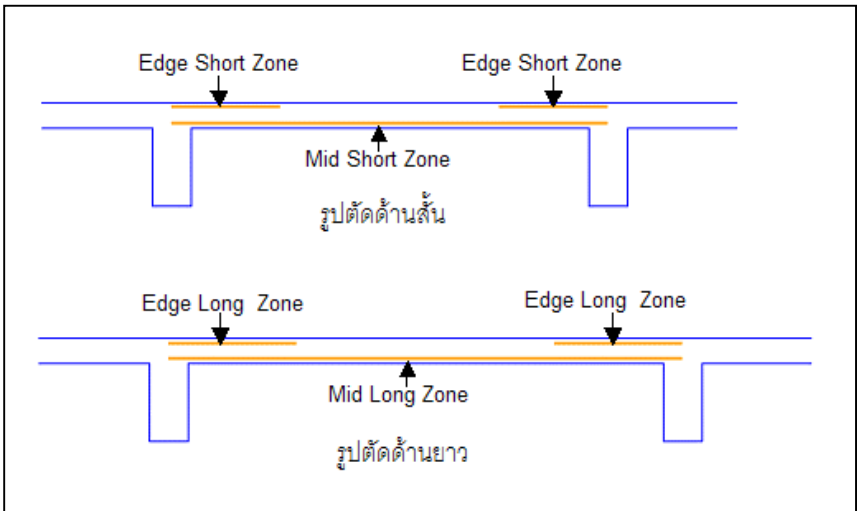 Edge Short Zone Edge Short Zone
Mid Short Zone
รูปตัดด้านสั้น
Edge Long Zone Edge Long Zone
Mid Long Zone
รูปตัดด้านยาว